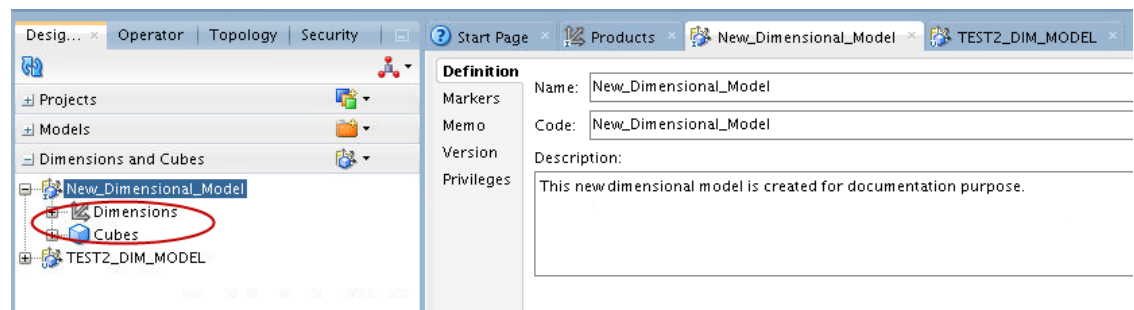 Desig... Operator Topology Security
Start Page Products New_Dimensional_Model TEST2_DIM_MODEL
Projects
Models
Dimensions and Cubes
New_Dimensional_Model
Dimensions
Cubes
TEST2_DIM_MODEL
Definition
Markers
Memo
Version
Privileges
Name: New_Dimensional_Model
Code: New_Dimensional_Model
Description:
This new dimensional model is created for documentation purpose.